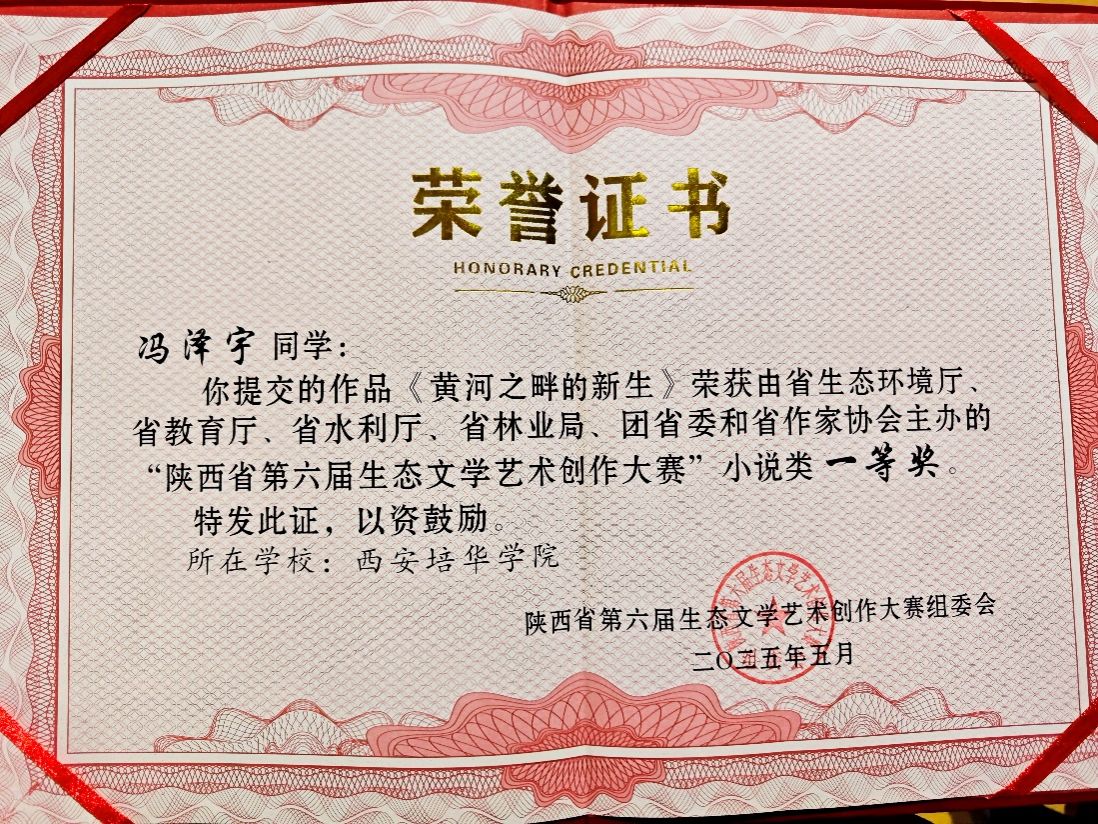 荣誉证书
HONORARY CREDENTIAL
冯泽宇 同学：
你提交的作品《黄河之畔的新生》荣获由省生态环境厅、
省教育厅、省水利厅、省林业局、团省委和省作家协会主办的
“陕西省第六届生态文学艺术创作大赛”小说类 一等奖。
特发此证，以资鼓励。
所在学校：西安培华学院
陕西省第六届生态文学艺术创作大赛组委会
二〇二五年五月